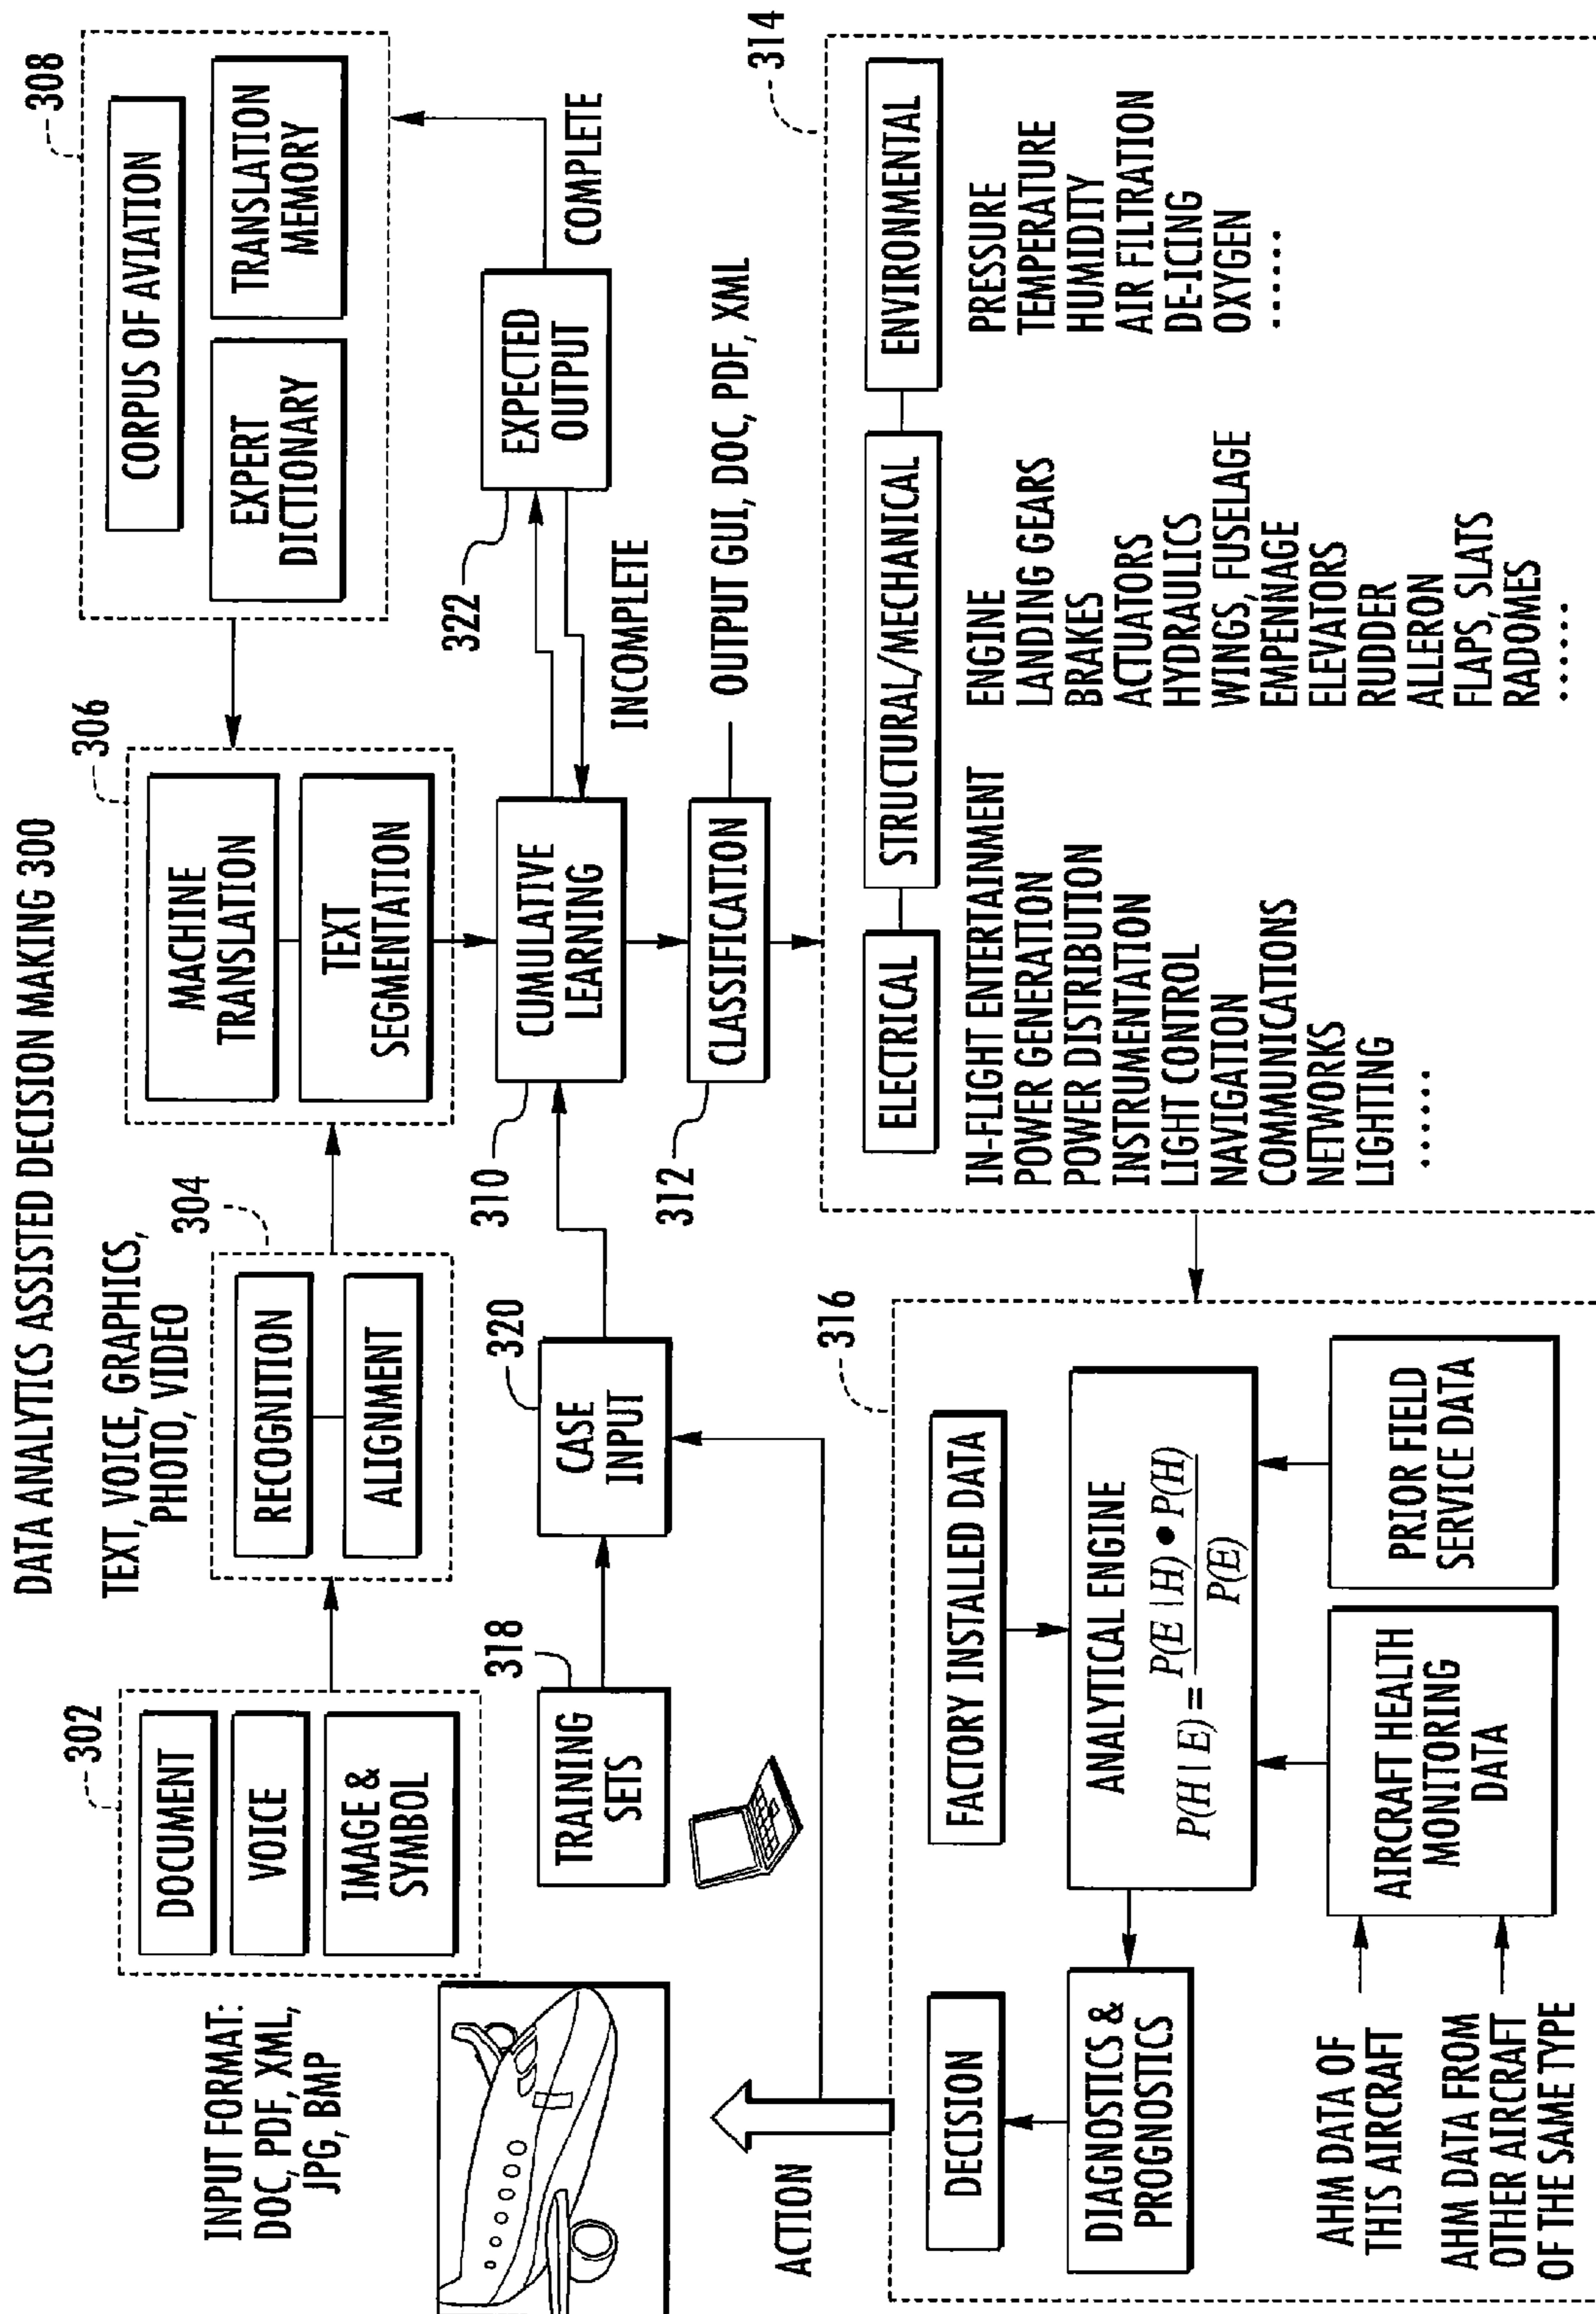 DATA ANALYTICS ASSISTED DECISION MAKING 300
INPUT FORMAT:
DOC, PDF, XML,
JPG, BMP
302
DOCUMENT
VOICE
IMAGE &
SYMBOL
TEXT, VOICE, GRAPHICS,
PHOTO, VIDEO
304
RECOGNITION
ALIGNMENT
306
MACHINE
TRANSLATION
TEXT
SEGMENTATION
308
CORPUS OF AVIATION
EXPERT
DICTIONARY
TRANSLATION
MEMORY
318
TRAINING
SETS
320
CASE
INPUT
310
CUMULATIVE
LEARNING
322
EXPECTED
OUTPUT
INCOMPLETE
COMPLETE
312
CLASSIFICATION
OUTPUT GUI, DOC, PDF, XML
314
ELECTRICAL
IN-FLIGHT ENTERTAINMENT
POWER GENERATION
POWER DISTRIBUTION
INSTRUMENTATION
LIGHT CONTROL
NAVIGATION
COMMUNICATIONS
NETWORKS
LIGHTING
......
STRUCTURAL/MECHANICAL
ENGINE
LANDING GEARS
BRAKES
ACTUATORS
HYDRAULICS
WINGS, FUSELAGE
EMPENNAGE
ELEVATORS
RUDDER
ALLERON
FLAPS, SLATS
RADOMES
......
ENVIRONMENTAL
PRESSURE
TEMPERATURE
HUMIDITY
AIR FILTRATION
DE-ICING
OXYGEN
......
ACTION
316
DECISION
DIAGNOSTICS &
PROGNOSTICS
FACTORY INSTALLED DATA
ANALYTICAL ENGINE
P(H | E) = P(E | H) ● P(H)
P(E)
AHM DATA OF
THIS AIRCRAFT
AHM DATA FROM
OTHER AIRCRAFT
OF THE SAME TYPE
AIRCRAFT HEALTH
MONITORING
DATA
PRIOR FIELD
SERVICE DATA